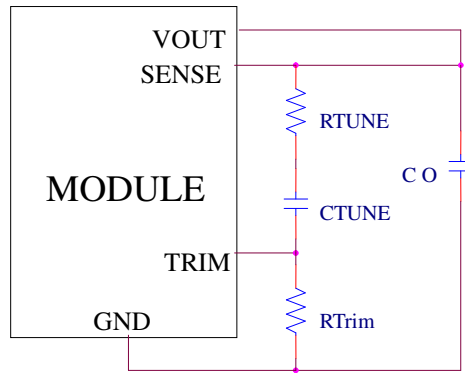 VOUT
SENSE
RTUNE
C O
MODULE
CTUNE
TRIM
RTrim
GND